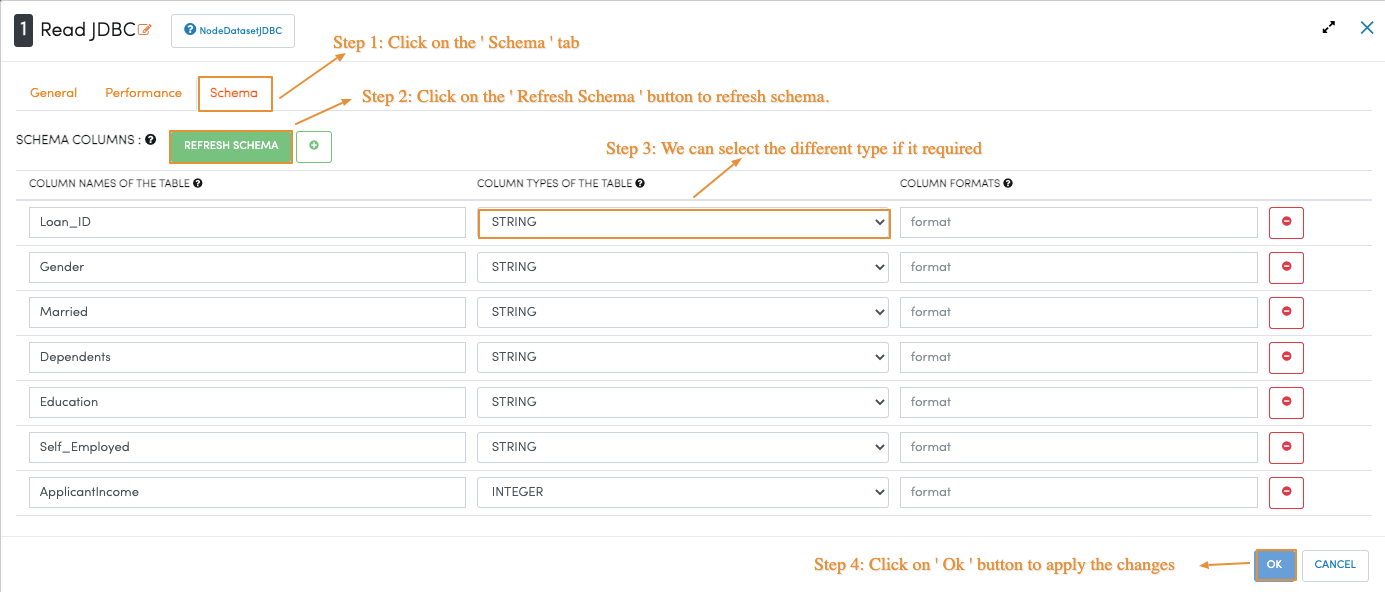 1 Read JDBC NodeDatasetJDBC
Step 1: Click on the ' Schema ' tab
General Performance Schema
Step 2: Click on the ' Refresh Schema ' button to refresh schema.
SCHEMA COLUMNS : REFRESH SCHEMA
Step 3: We can select the different type if it required
COLUMN NAMES OF THE TABLE COLUMN TYPES OF THE TABLE COLUMN FORMATS
Loan_ID STRING format
Gender STRING format
Married STRING format
Dependents STRING format
Education STRING format
Self_Employed STRING format
ApplicantIncome INTEGER format
Step 4: Click on ' Ok ' button to apply the changes OK CANCEL